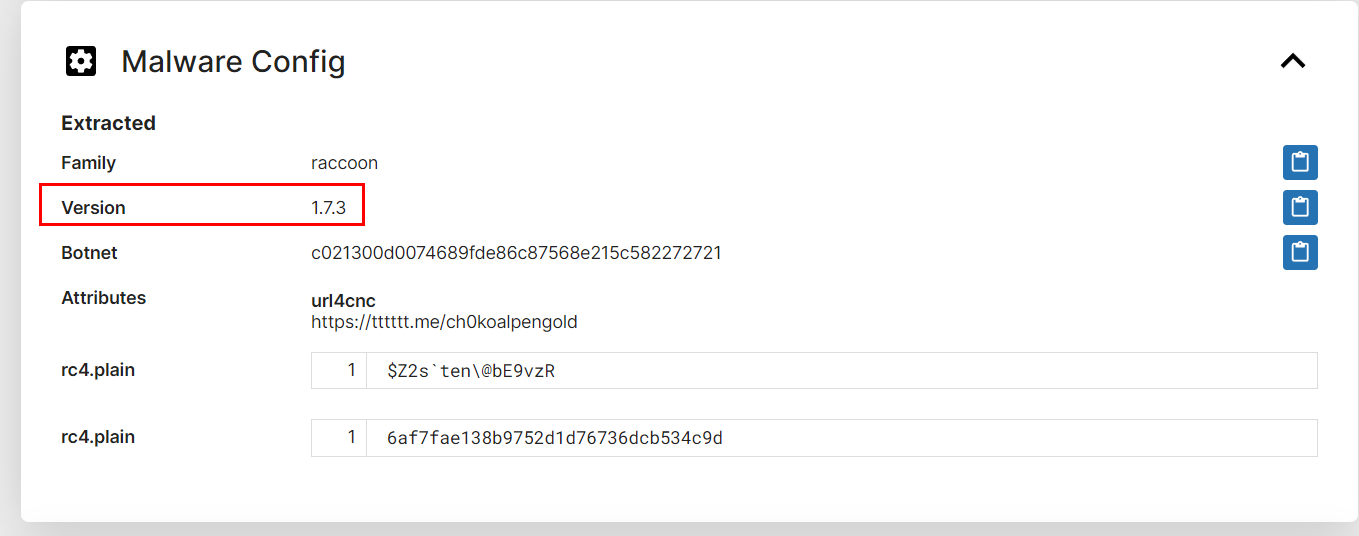 Malware Config
Extracted
Family raccoon
Version 1.7.3
Botnet c021300d0074689fde86c87568e215c582272721
Attributes url4cnc
https://tttttt.me/ch0koalpengold
rc4.plain 1 $Z2s`ten\@bE9vzR
rc4.plain 1 6af7fae138b9752d1d76736dcb534c9d